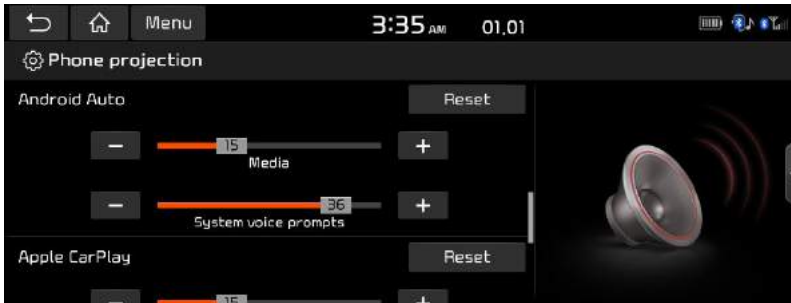 Menu
3:35 AM
01.01
Phone projection
Android Auto
Reset
15
Media
36
System voice prompts
Apple CarPlay
Reset
15